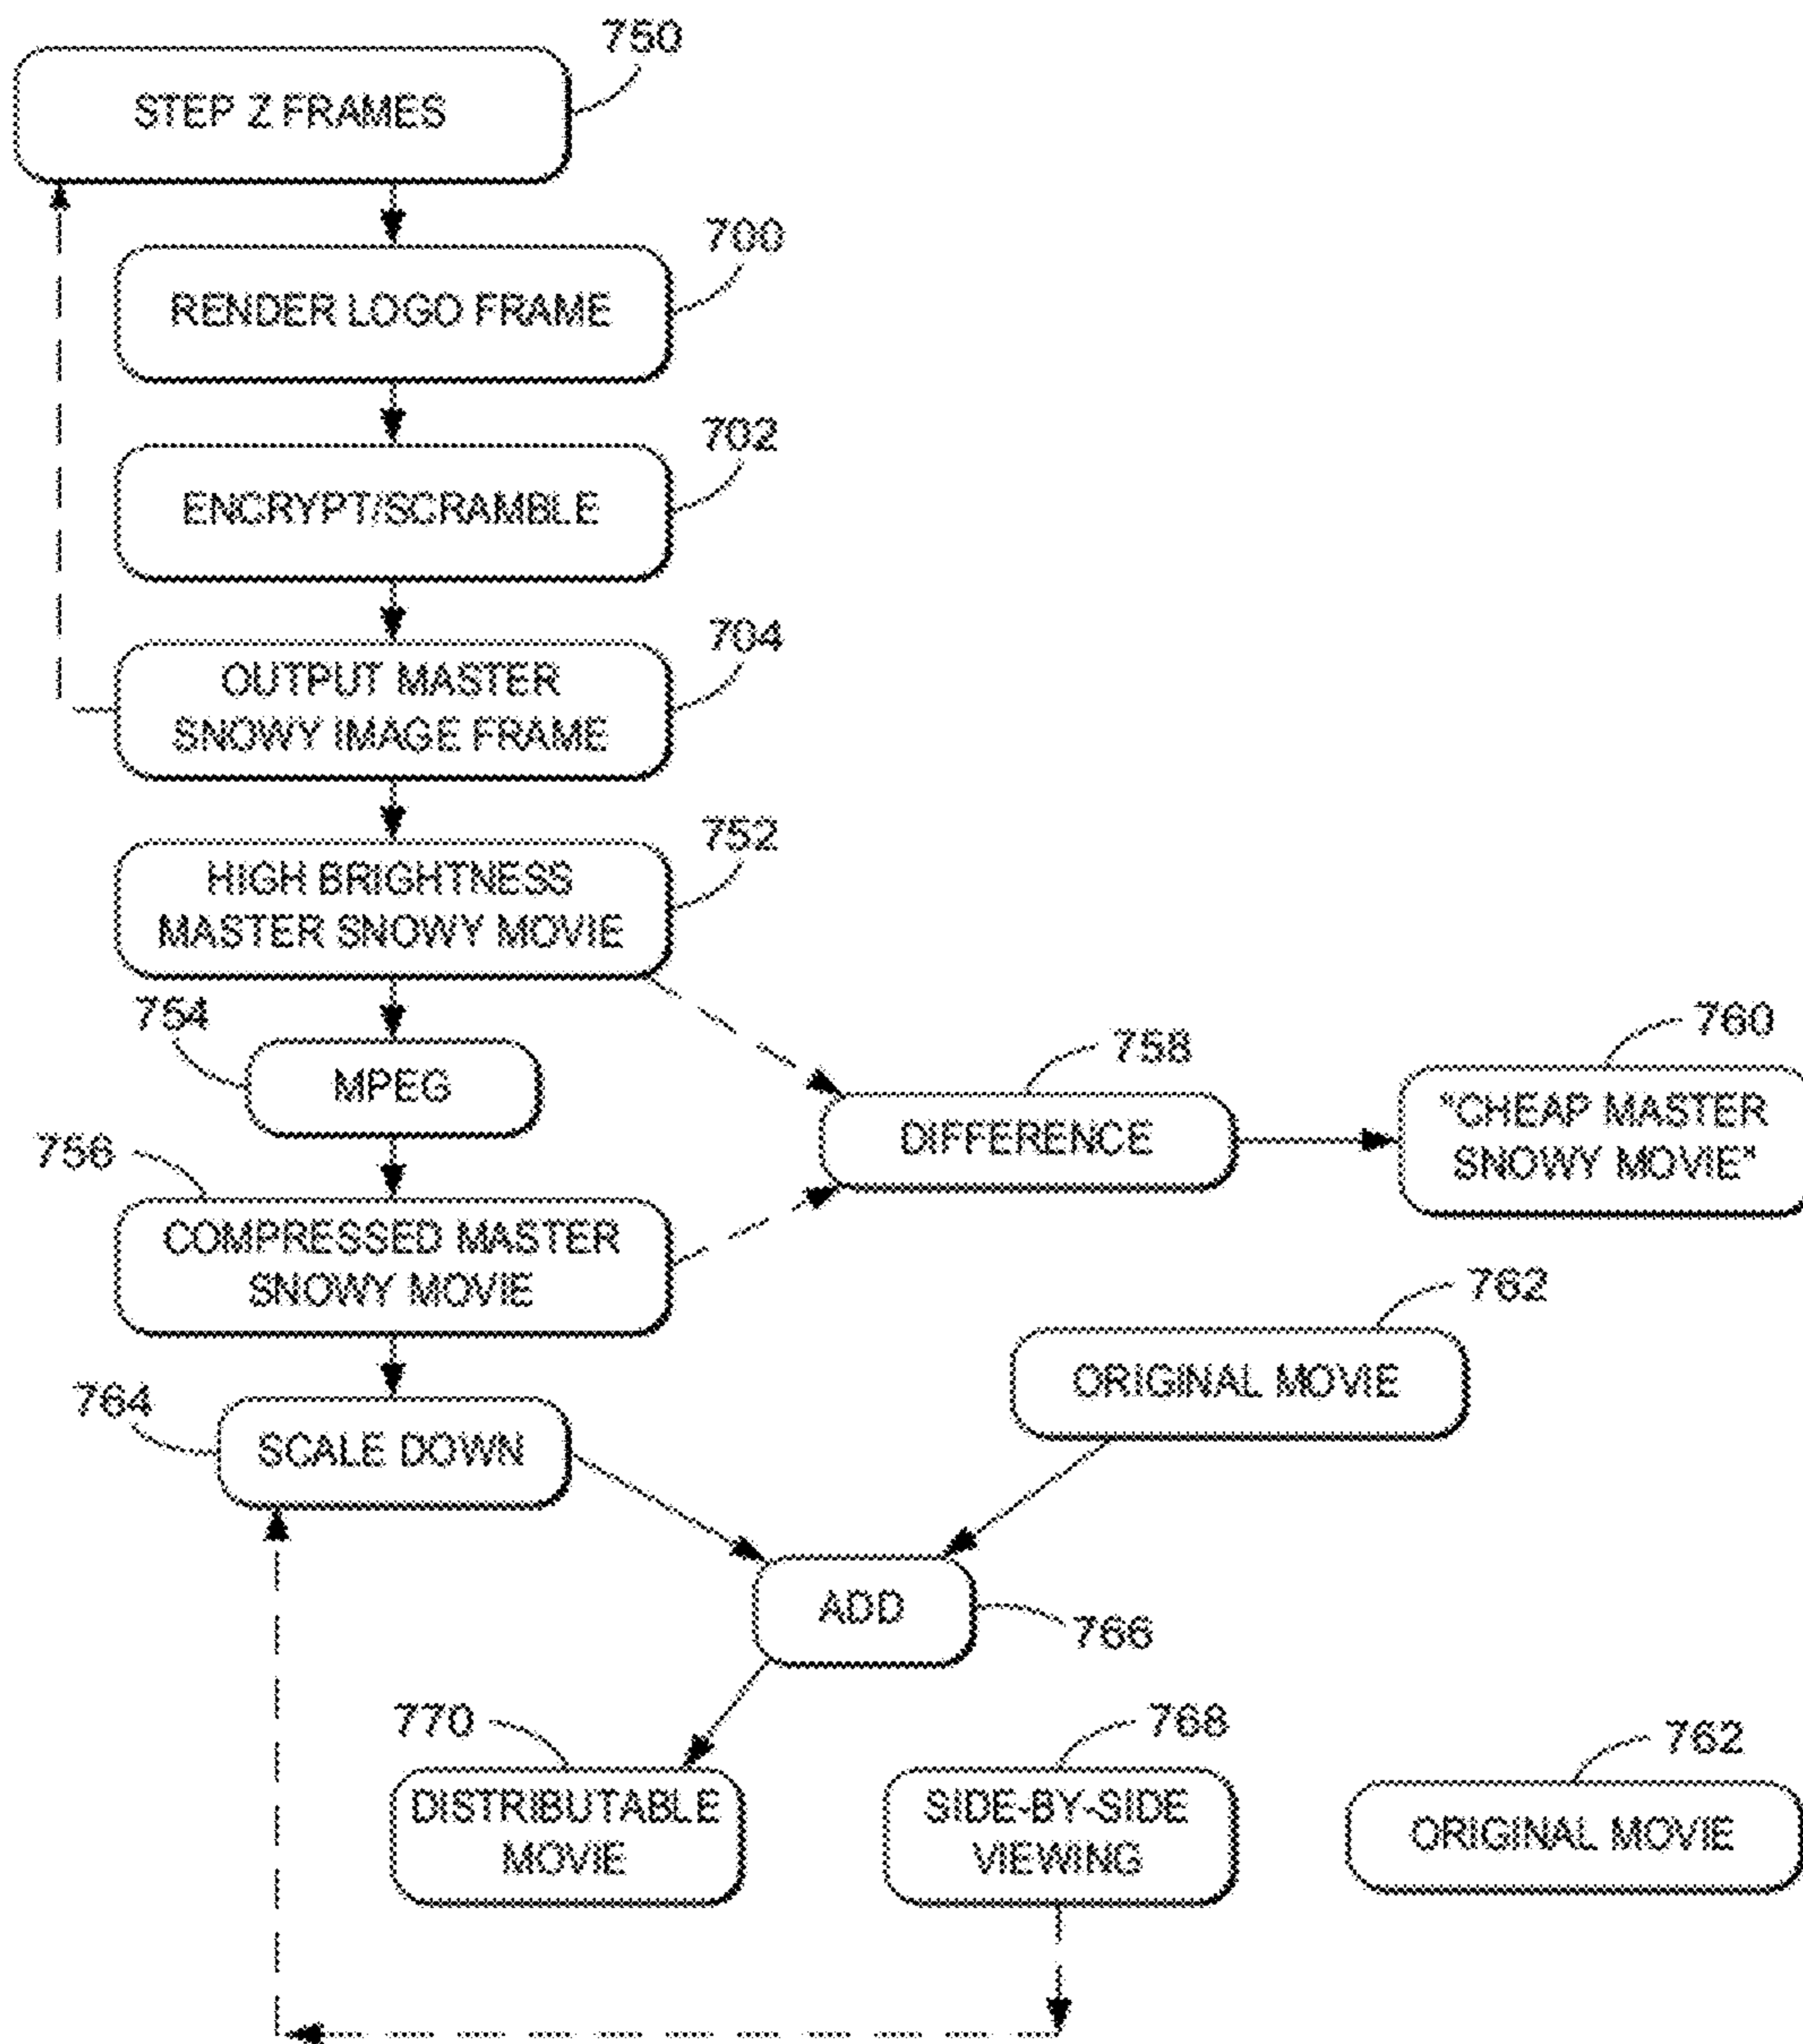 750
STEP Z FRAMES
700
RENDER LOGO FRAME
702
ENCRYPT/SCRAMBLE
704
OUTPUT MASTER
SNOWY IMAGE FRAME
752
HIGH BRIGHTNESS
MASTER SNOWY MOVIE
754
MPEG
758
DIFFERENCE
760
"CHEAP MASTER
SNOWY MOVIE"
756
COMPRESSED MASTER
SNOWY MOVIE
762
ORIGINAL MOVIE
764
SCALE DOWN
ADD
766
770
DISTRIBUTABLE
MOVIE
768
SIDE-BY-SIDE
VIEWING
762
ORIGINAL MOVIE